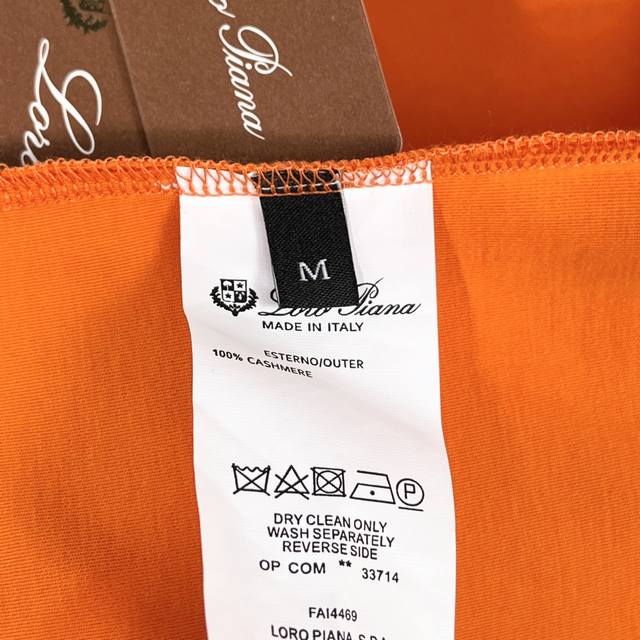 Loro Piana
Loro
M
Loro Piana
MADE IN ITALY
ESTERNO/OUTER
100% CASHMERE
P
DRY CLEAN ONLY
WASH SEPARATELY
REVERSE SIDE
OP COM ** 33714
FAI4469
LORO PIANA S.P.A.